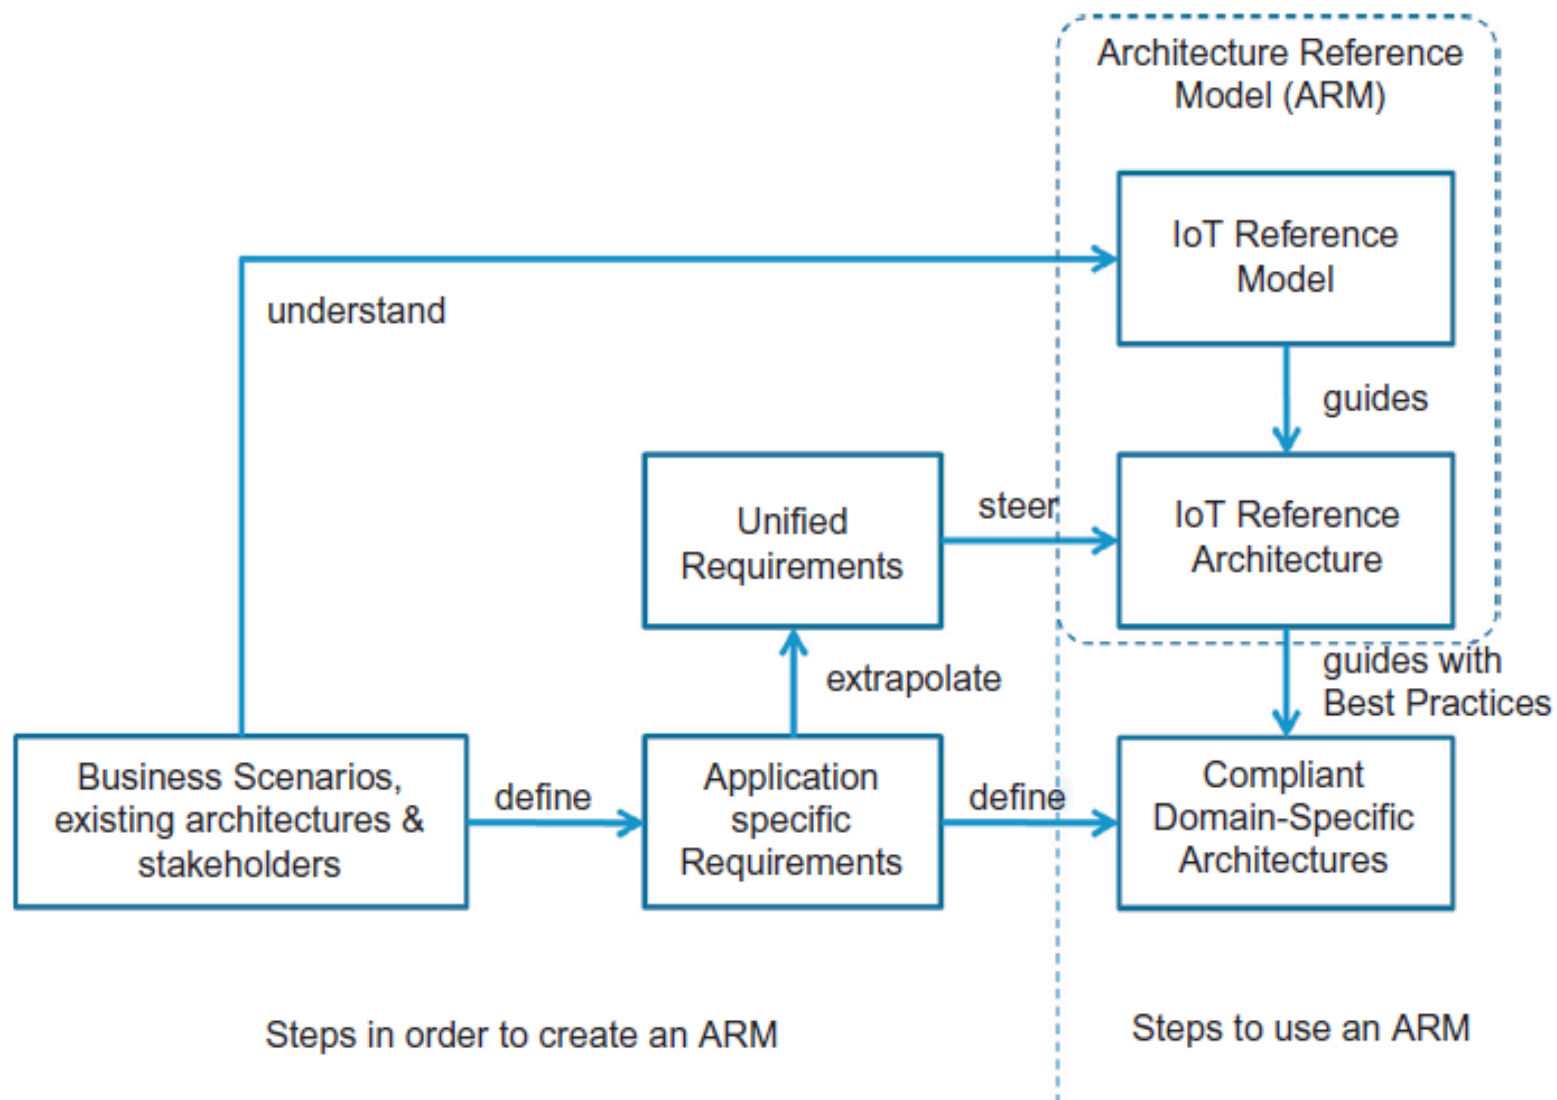 Architecture Reference
Model (ARM)
IoT Reference
Model
understand
guides
Unified
Requirements
steer
IoT Reference
Architecture
extrapolate
guides with
Best Practices
Business Scenarios,
existing architectures &
stakeholders
define
Application
specific
Requirements
define
Compliant
Domain-Specific
Architectures
Steps in order to create an ARM
Steps to use an ARM